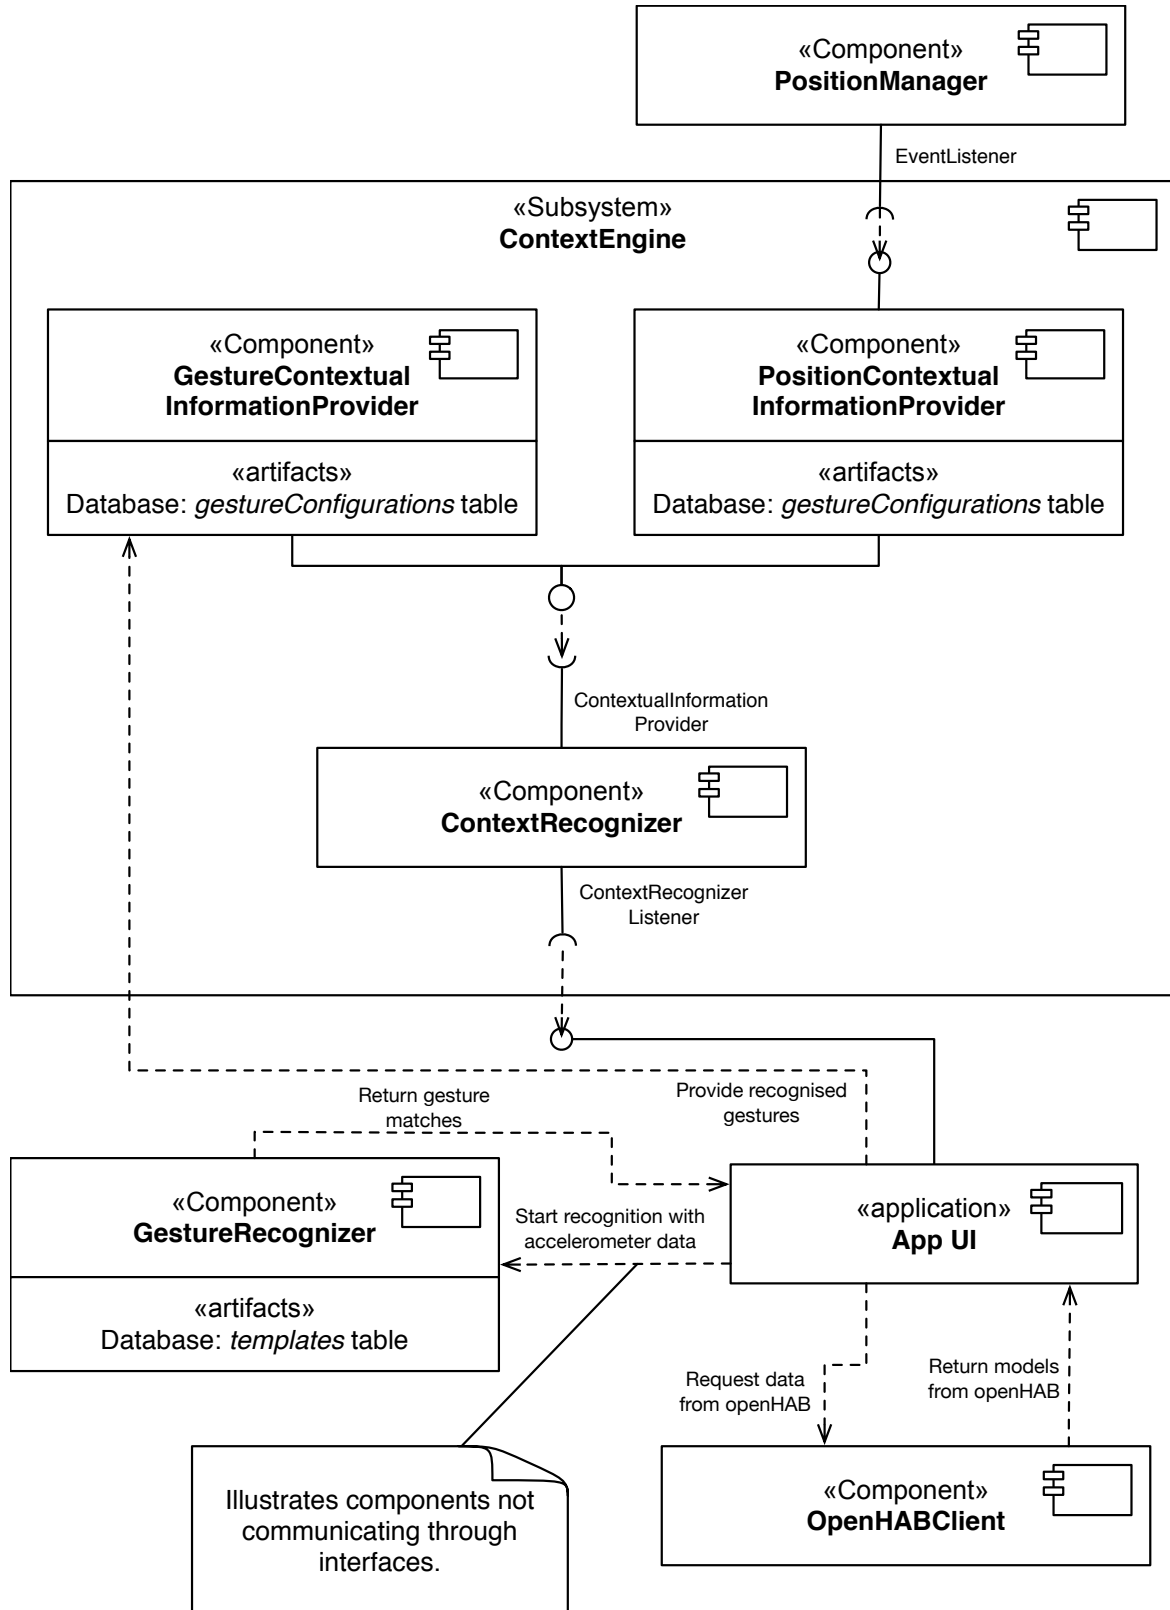 «Component»
PositionManager
EventListener
«Subsystem»
ContextEngine
«Component»
GestureContextual
InformationProvider
«artifacts»
Database: gestureConfigurations table
«Component»
PositionContextual
InformationProvider
«artifacts»
Database: gestureConfigurations table
ContextualInformation
Provider
«Component»
ContextRecognizer
ContextRecognizer
Listener
Return gesture
matches
Provide recognised
gestures
«Component»
GestureRecognizer
«artifacts»
Database: templates table
Start recognition with
accelerometer data
«application»
App UI
Request data
from openHAB
Return models
from openHAB
Illustrates components not
communicating through
interfaces.
«Component»
OpenHABClient